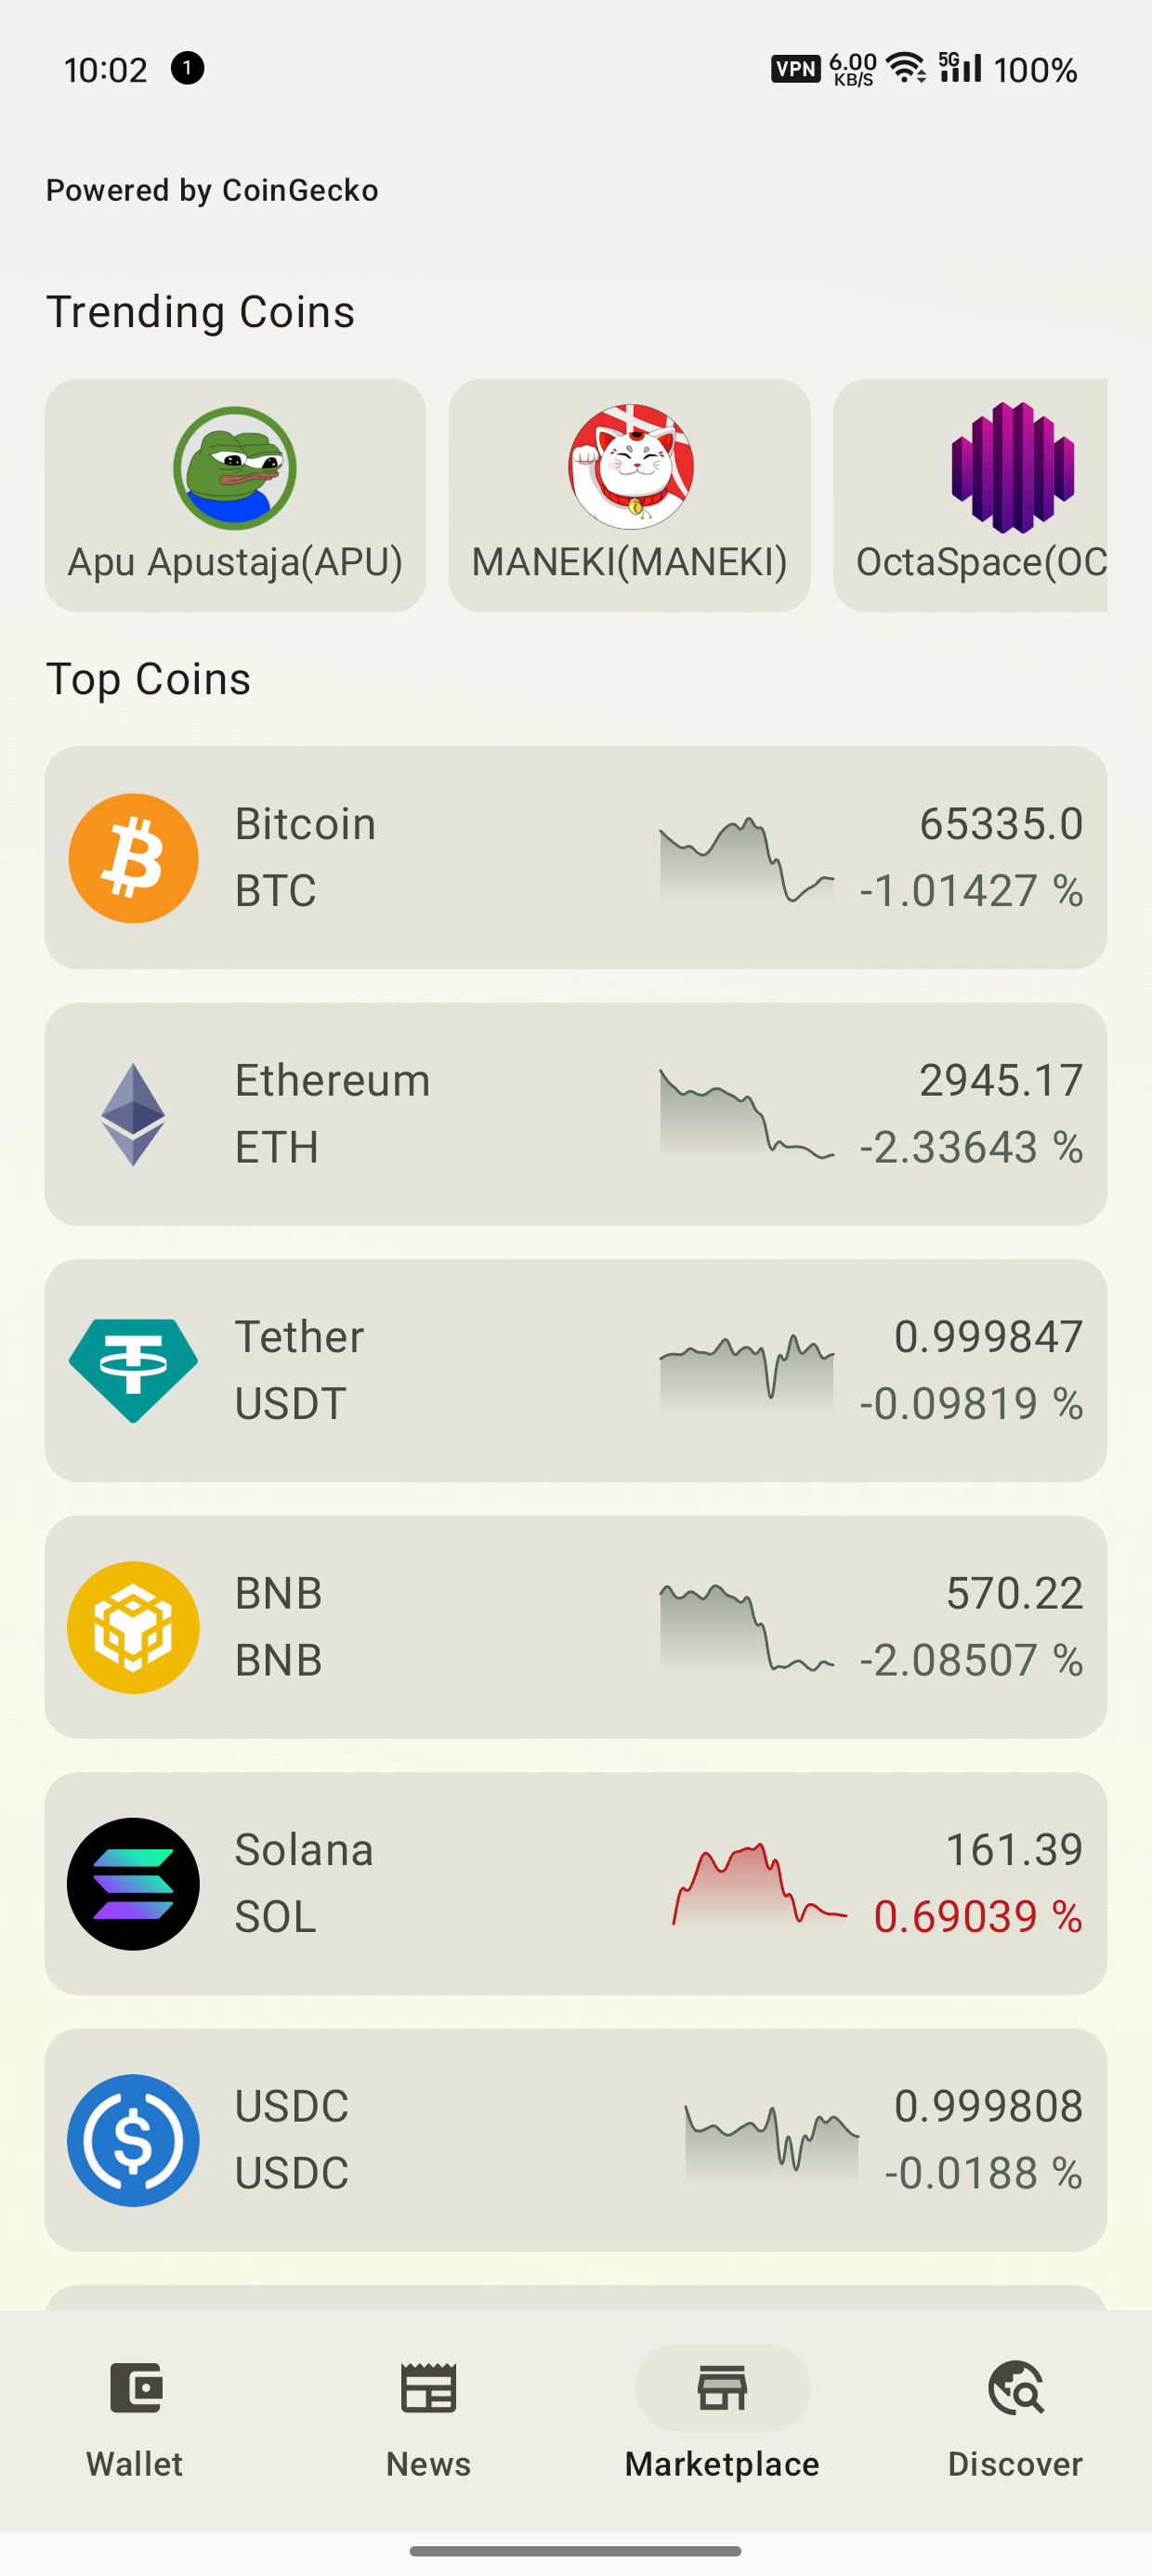 10:02 1 VPN 6.00 KB/S 5G 100%
Powered by CoinGecko
Trending Coins
Apu Apustaja(APU) MANEKI(MANEKI) OctaSpace(OC
Top Coins
Bitcoin 65335.0
BTC -1.01427 %
Ethereum 2945.17
ETH -2.33643 %
Tether 0.999847
USDT -0.09819 %
BNB 570.22
BNB -2.08507 %
Solana 161.39
SOL 0.69039 %
USDC 0.999808
USDC -0.0188 %
Wallet News Marketplace Discover